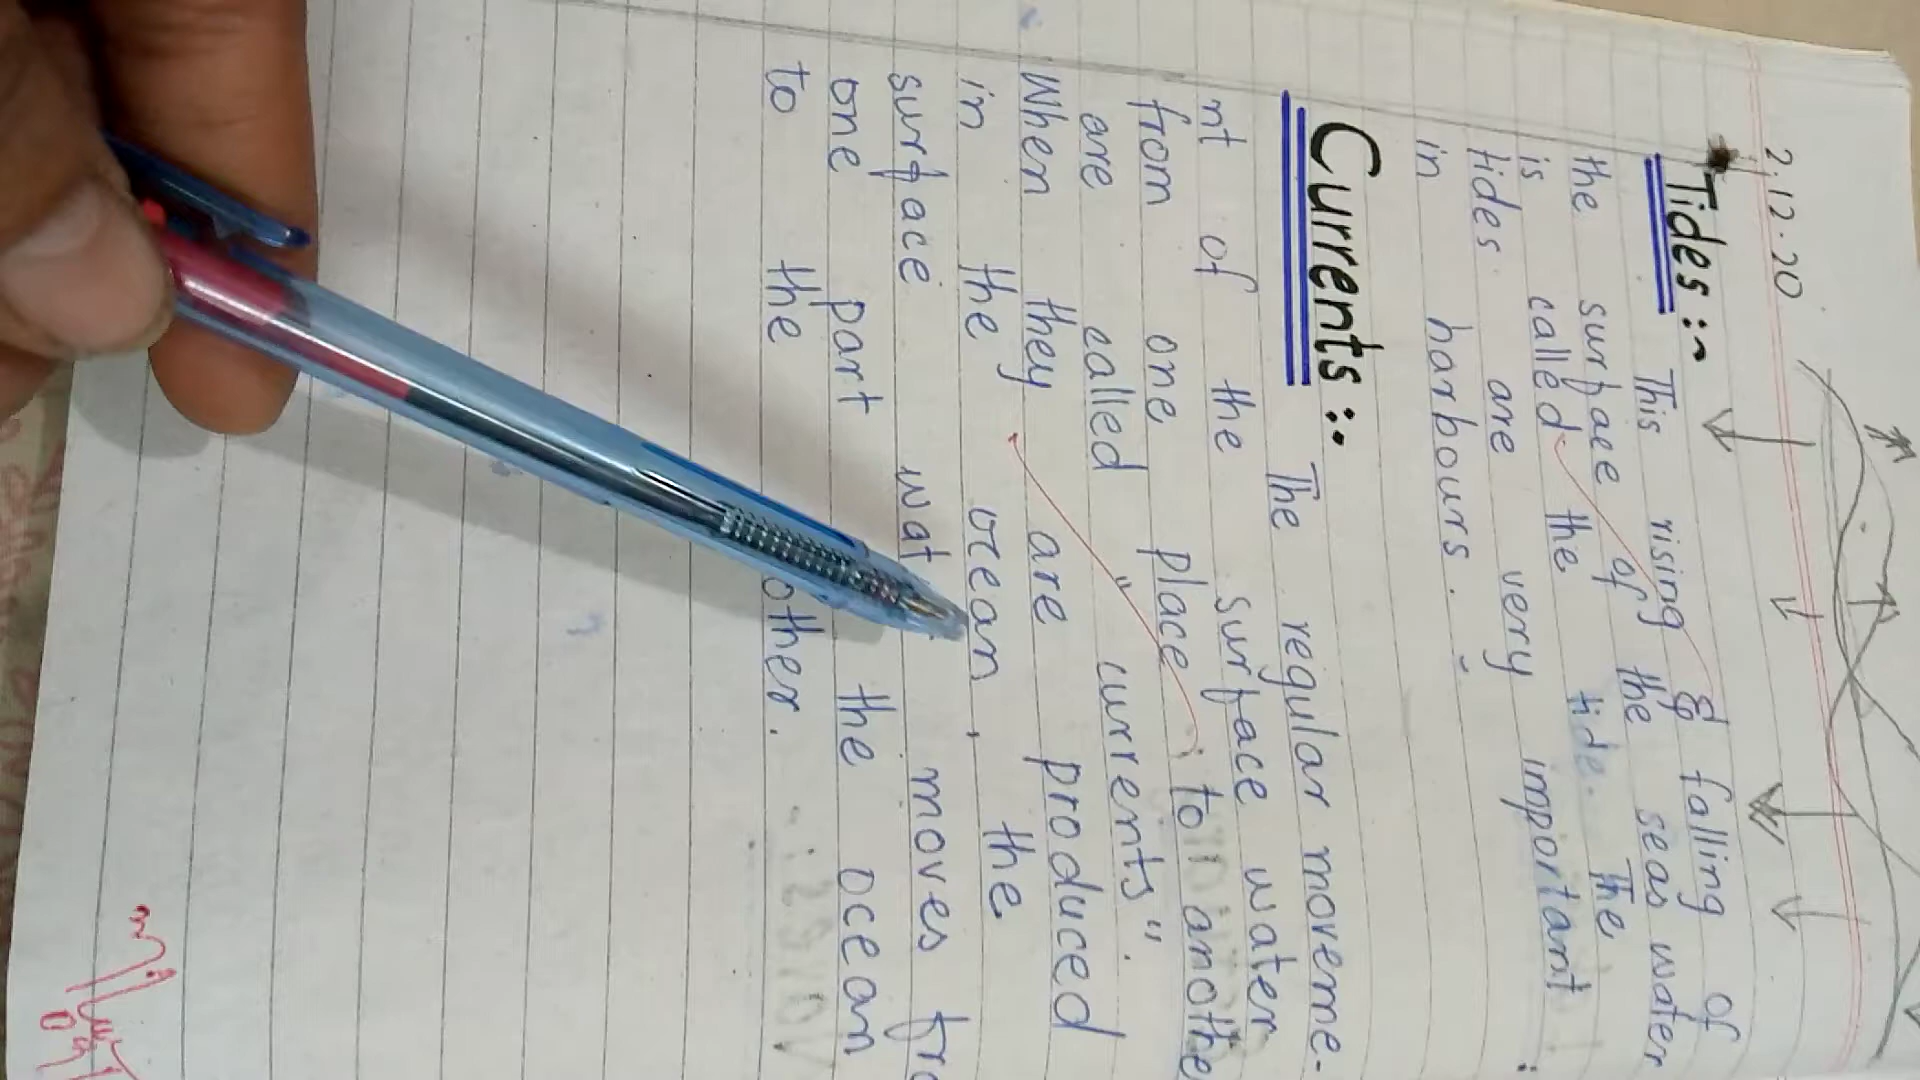 2.12.20
Tides :~
This rising & falling of
the surface of the seas water
is called the tide. The
tides are very important
in harbours.
Currents :-
The regular moveme-
nt of the surface water
from one place to anothe
are called "currents".
When they are produced
in the ocean, the
surface wat moves fro
one part the ocean
to the other.